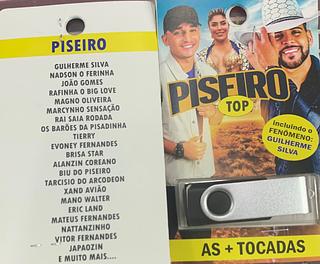 PISEIRO
GULHERME SILVA
NADSON O FERINHA
JOÃO GOMES
RAFINHA O BIG LOVE
MAGNO OLIVEIRA
MARCYNHO SENSAÇÃO
RAI SAIA RODADA
OS BARÕES DA PISADINHA
TIERRY
EVONEY FERNANDES
BRISA STAR
ALANZIN COREANO
BIU DO PISEIRO
TARCISIO DO ARCODEON
XAND AVIÃO
MANO WALTER
ERIC LAND
MATEUS FERNANDES
NATTANZINHO
VITOR FERNANDES
JAPAOZIN
E MUITO MAIS....
PISEIRO
TOP
Incluindo o
FENÔMENO:
GUILHERME
SILVA
AS + TOCADAS